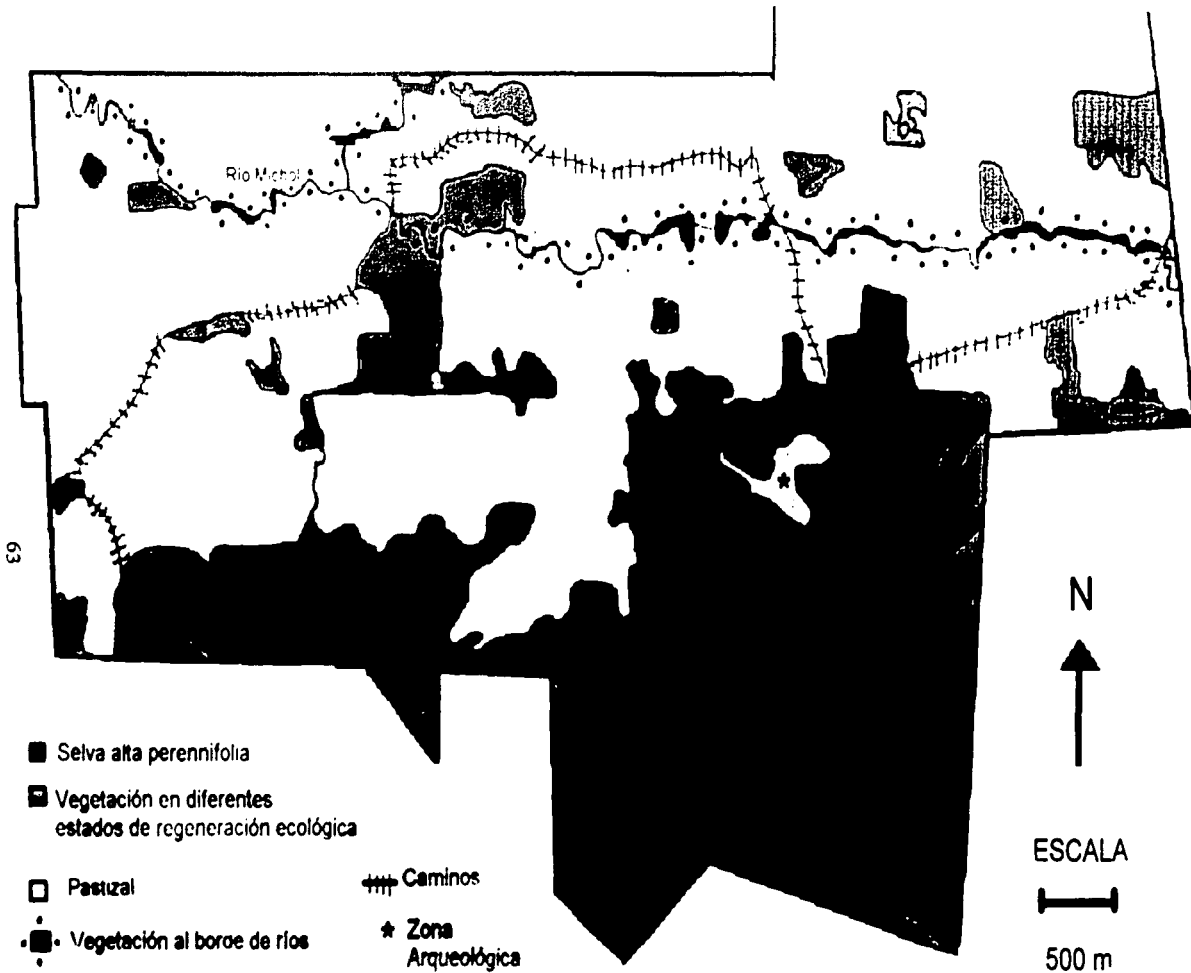 Río Michol
63
N
Selva alta perennifolia
Vegetación en diferentes
estados de regeneración ecológica
Pastizal
Vegetación al borde de ríos
Caminos
Zona
Arqueológica
ESCALA
500 m